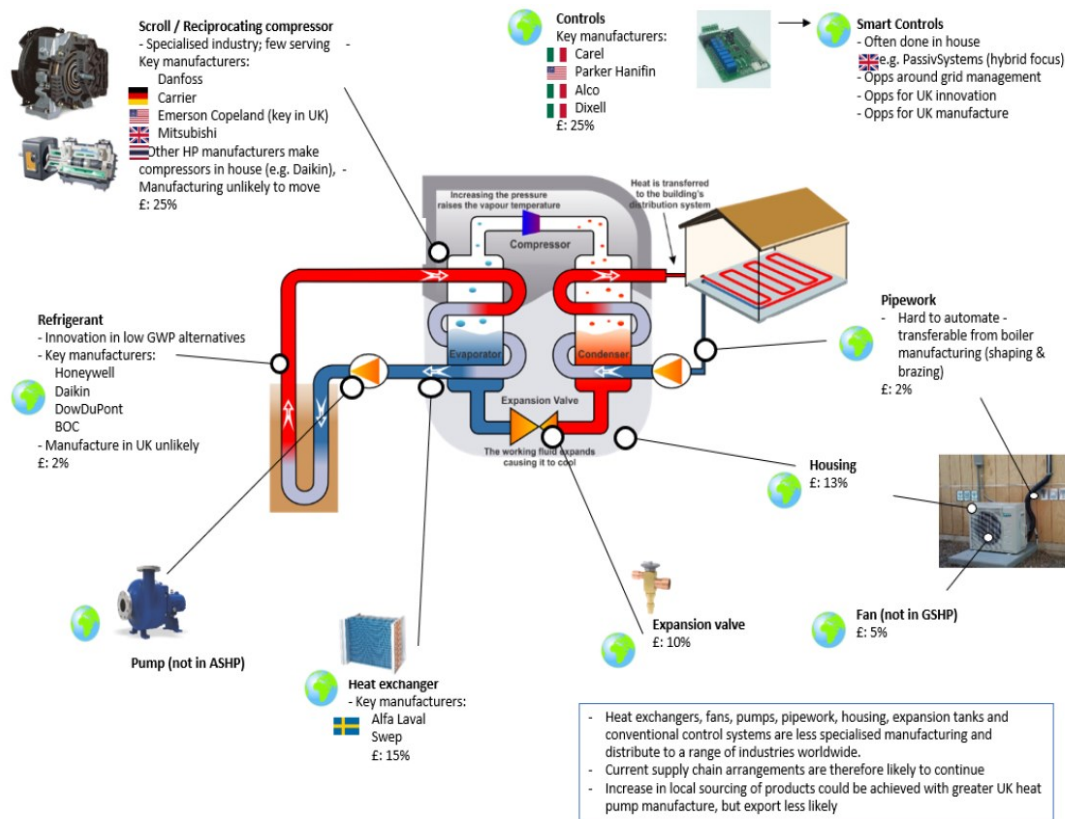 Scroll / Reciprocating compressor
- Specialised industry; few serving -
Key manufacturers:
Danfoss
Carrier
Emerson Copeland (key in UK)
Mitsubishi
Other HP manufacturers make
compressors in house (e.g. Daikin), -
Manufacturing unlikely to move
£: 25%
Controls
Key manufacturers:
Carel
Parker Hanifin
Alco
Dixell
£: 25%
Smart Controls
- Often done in house
e.g. PassivSystems (hybrid focus)
- Opps around grid management
- Opps for UK innovation
- Opps for UK manufacture
Increasing the pressure
raises the vapour temperature
Compressor
Heat is transferred
to the building's
distribution system
Evaporator
Condenser
Expansion Valve
The working fluid expands
causing it to cool
Refrigerant
- Innovation in low GWP alternatives
- Key manufacturers:
Honeywell
Daikin
DowDuPont
BOC
- Manufacture in UK unlikely
£: 2%
Pipework
- Hard to automate -
transferable from boiler
manufacturing (shaping &
brazing)
£: 2%
Housing
£: 13%
Fan (not in GSHP)
£: 5%
Pump (not in ASHP)
Heat exchanger
- Key manufacturers:
Alfa Laval
Swep
£: 15%
Expansion valve
£: 10%
- Heat exchangers, fans, pumps, pipework, housing, expansion tanks and
conventional control systems are less specialised manufacturing and
distribute to a range of industries worldwide.
- Current supply chain arrangements are therefore likely to continue
- Increase in local sourcing of products could be achieved with greater UK heat
pump manufacture, but export less likely